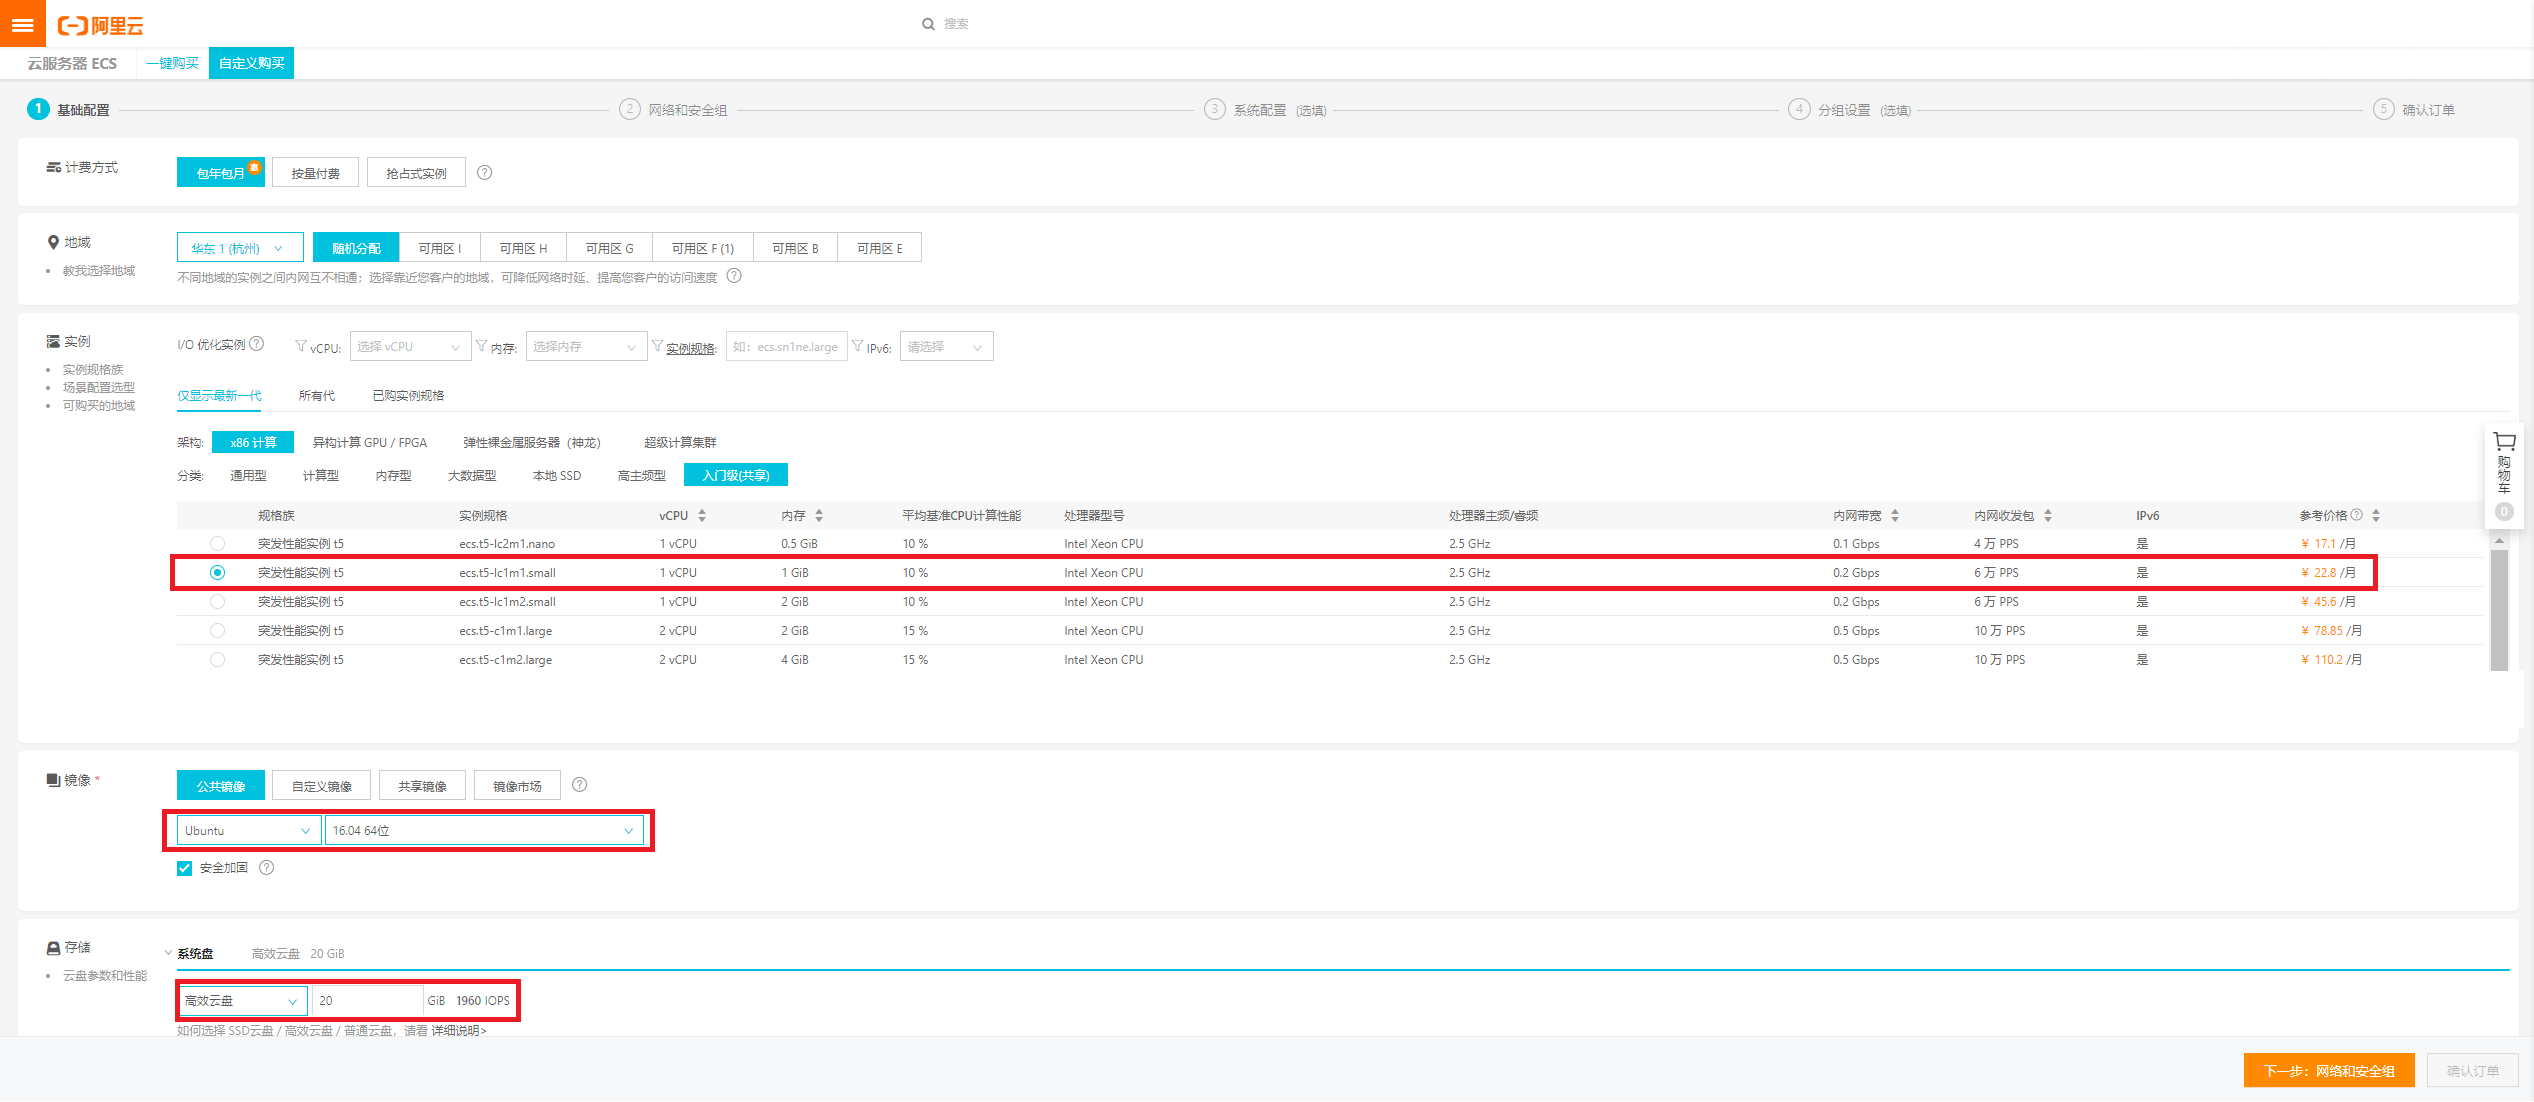 阿里云
搜索
云服务器 ECS 一键购买 自定义购买
1 基础配置 2 网络和安全组 3 系统配置 (选填) 4 分组设置 (选填) 5 确认订单
计费方式 包年包月 惠 按量付费 抢占式实例 ?
地域 华东 1 (杭州) 随机分配 可用区 I 可用区 H 可用区 G 可用区 F (1) 可用区 B 可用区 E
教我选择地域 不同地域的实例之间内网互不相通；选择靠近您客户的地域，可降低网络时延、提高您客户的访问速度 ?
实例 I/O 优化实例 ? vCPU: 选择 vCPU 内存: 选择内存 实例规格: 如：ecs.sn1ne.large IPv6: 请选择
实例规格族
场景配置选型
可购买的地域
仅显示最新一代 所有代 已购实例规格
架构: x86 计算 异构计算 GPU / FPGA 弹性裸金属服务器（神龙） 超级计算集群
分类: 通用型 计算型 内存型 大数据型 本地 SSD 高主频型 入门级(共享)
规格族 实例规格 vCPU 内存 平均基准CPU计算性能 处理器型号 处理器主频/睿频 内网带宽 内网收发包 IPv6 参考价格 ?
突发性能实例 t5 ecs.t5-lc2m1.nano 1 vCPU 0.5 GiB 10 % Intel Xeon CPU 2.5 GHz 0.1 Gbps 4 万 PPS 是 ¥ 17.1 /月
突发性能实例 t5 ecs.t5-lc1m1.small 1 vCPU 1 GiB 10 % Intel Xeon CPU 2.5 GHz 0.2 Gbps 6 万 PPS 是 ¥ 22.8 /月
突发性能实例 t5 ecs.t5-lc1m2.small 1 vCPU 2 GiB 10 % Intel Xeon CPU 2.5 GHz 0.2 Gbps 6 万 PPS 是 ¥ 45.6 /月
突发性能实例 t5 ecs.t5-c1m1.large 2 vCPU 2 GiB 15 % Intel Xeon CPU 2.5 GHz 0.5 Gbps 10 万 PPS 是 ¥ 78.85 /月
突发性能实例 t5 ecs.t5-c1m2.large 2 vCPU 4 GiB 15 % Intel Xeon CPU 2.5 GHz 0.5 Gbps 10 万 PPS 是 ¥ 110.2 /月
购物车
0
镜像 * 公共镜像 自定义镜像 共享镜像 镜像市场 ?
Ubuntu 16.04 64位
安全加固 ?
存储 系统盘 高效云盘 20 GiB
云盘参数和性能
高效云盘 20 GiB 1960 IOPS
如何选择 SSD云盘 / 高效云盘 / 普通云盘，请看 详细说明>
下一步：网络和安全组 确认订单